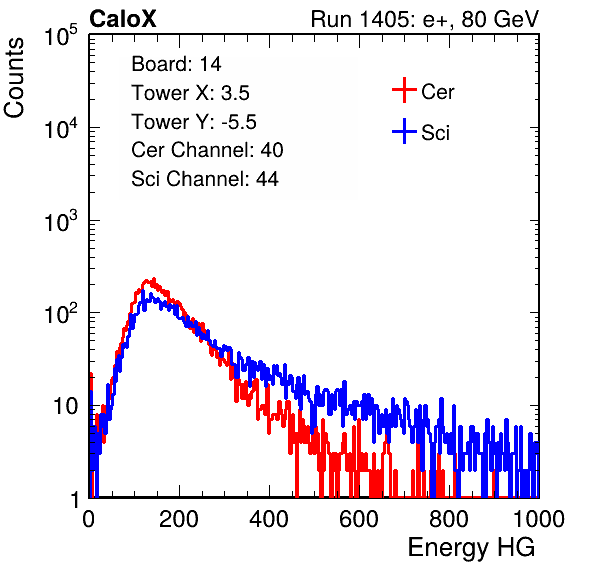 CaloX Run 1405: e+, 80 GeV
Counts
Board: 14
Tower X: 3.5
Tower Y: -5.5
Cer Channel: 40
Sci Channel: 44
Cer
Sci
10^5
10^4
10^3
10^2
10
1
0 200 400 600 800 1000
Energy HG